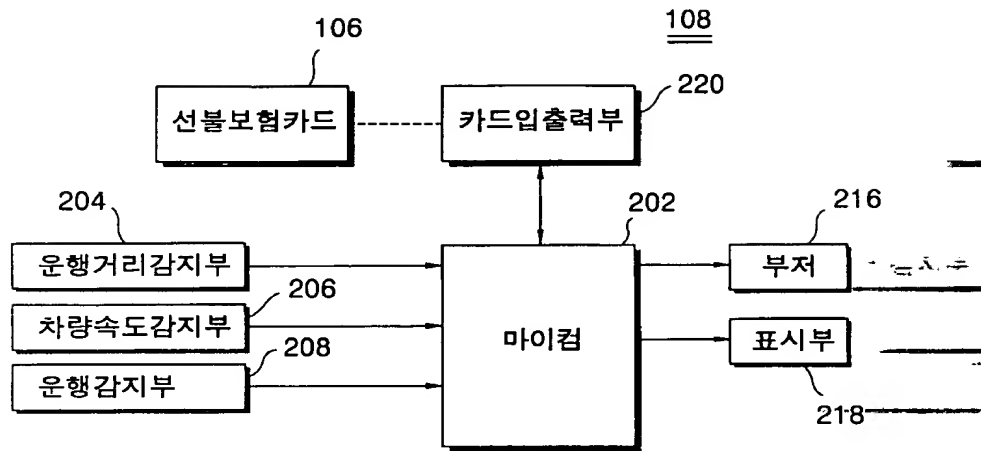 108
106
220
선불보험카드
카드입출력부
204
202
216
운행거리감지부
부저
206
차량속도감지부
마이컴
표시부
208
운행감지부
218